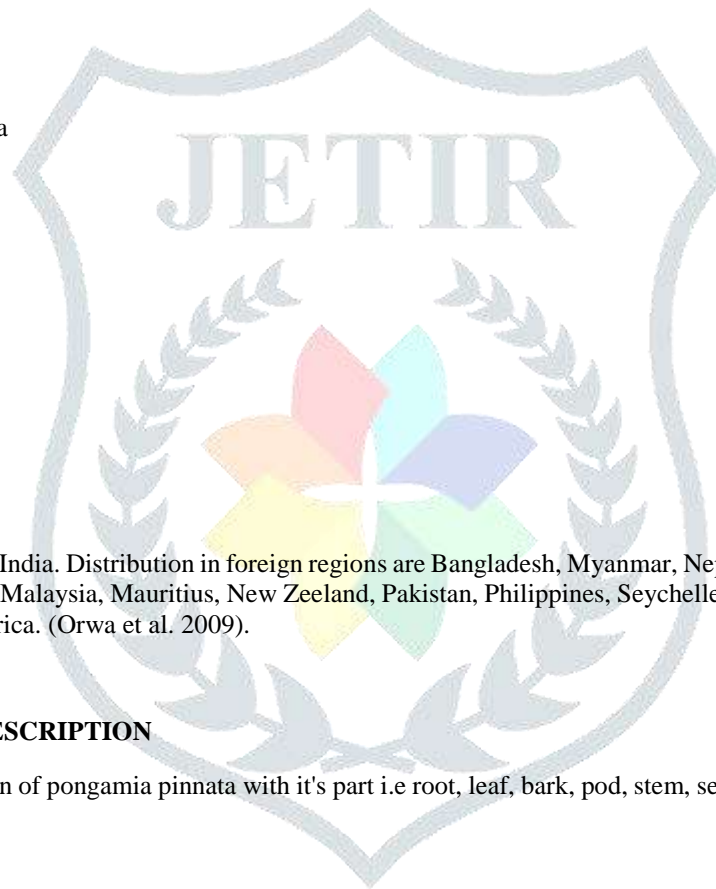 a
JETIR
India. Distribution in foreign regions are Bangladesh, Myanmar, Nep
Malaysia, Mauritius, New Zeeland, Pakistan, Philippines, Seychelle
rica. (Orwa et al. 2009).
ESCRIPTION
n of pongamia pinnata with it's part i.e root, leaf, bark, pod, stem, se